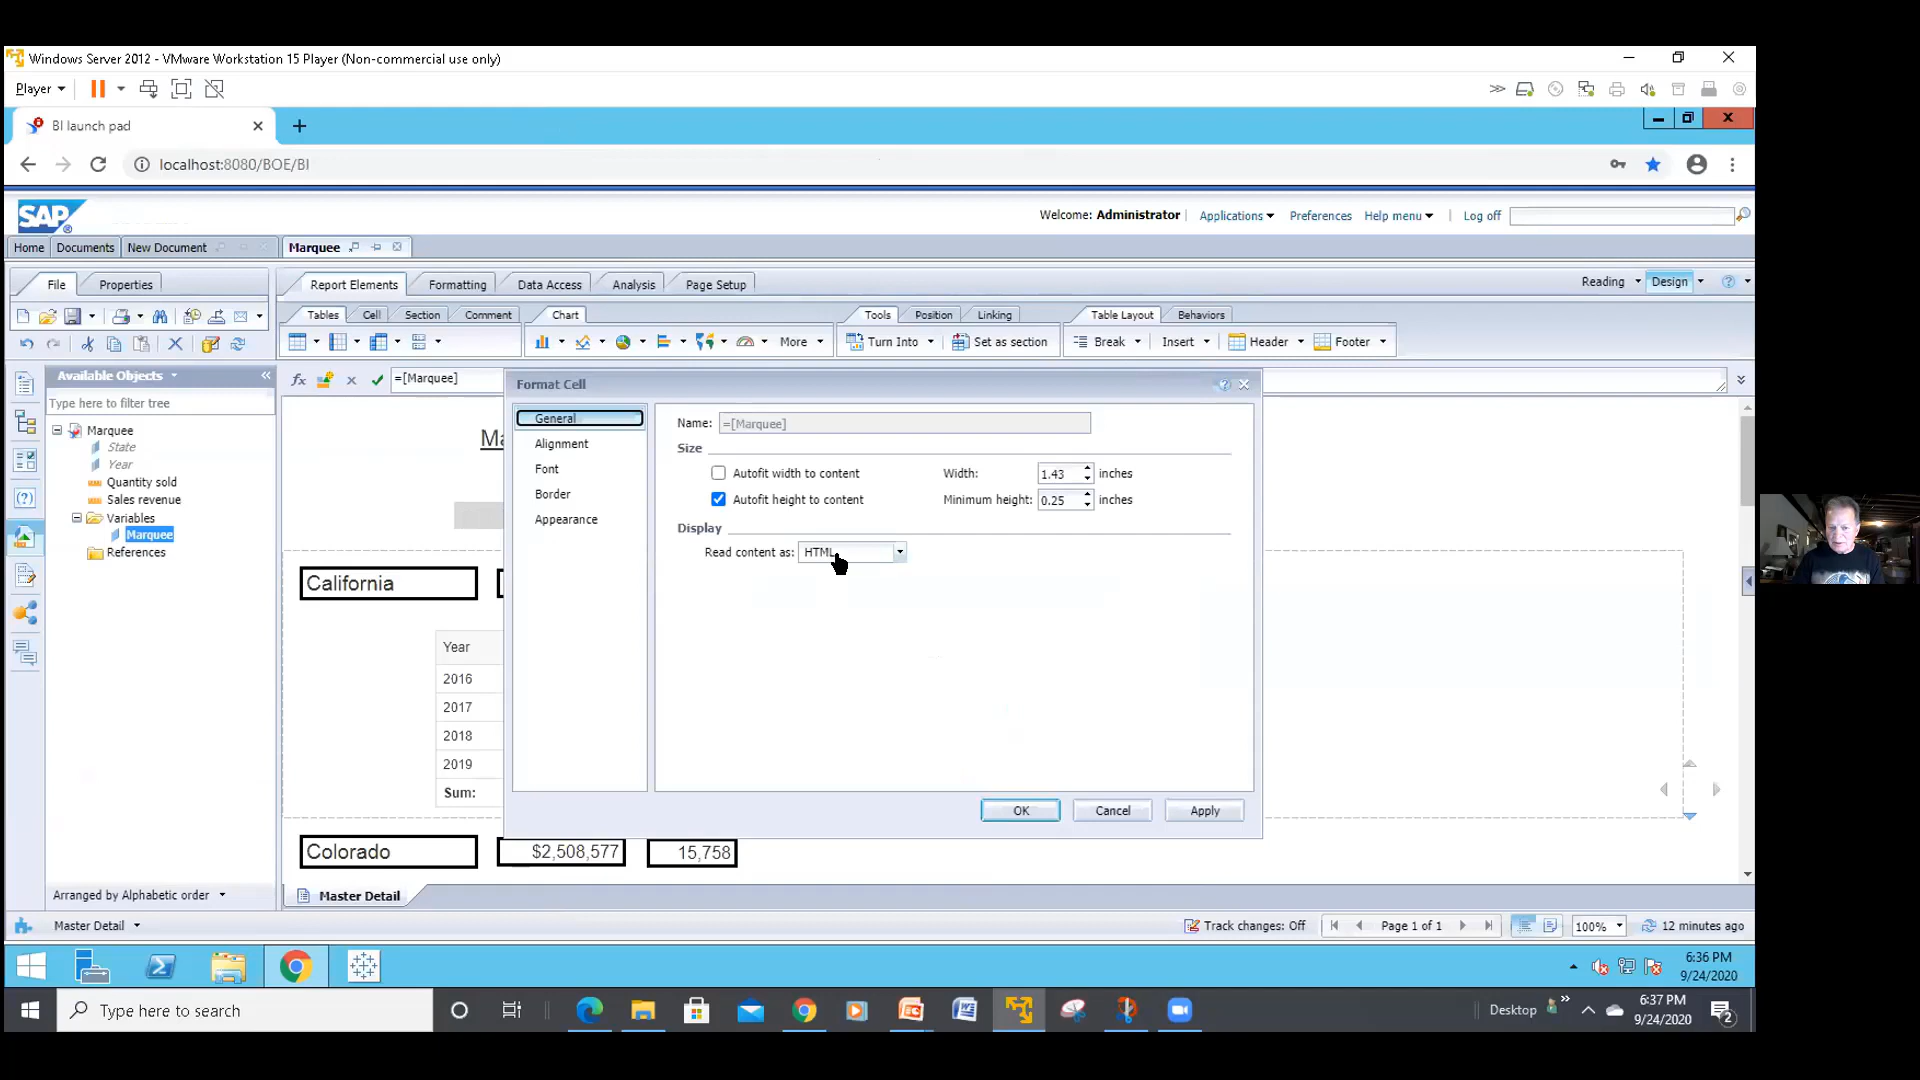 Windows Server 2012 - VMware Workstation 15 Player (Non-commercial use only)
Player
BI launch pad
localhost:8080/BOE/BI
SAP
Welcome: Administrator
Applications
Preferences
Help menu
Log off
Home
Documents
New Document
Marquee
File
Properties
Report Elements
Formatting
Data Access
Analysis
Page Setup
Reading
Design
Tables
Cell
Section
Comment
Chart
Tools
Position
Linking
Table Layout
Behaviors
More
Turn Into
Set as section
Break
Insert
Header
Footer
Available Objects
=[Marquee]
Type here to filter tree
Marquee
State
Year
Quantity sold
Sales revenue
Variables
Marquee
References
Arranged by Alphabetic order
Format Cell
General
Alignment
Font
Border
Appearance
Name: =[Marquee]
Size
Autofit width to content
Width: 1.43 inches
Autofit height to content
Minimum height: 0.25 inches
Display
Read content as: HTML
OK
Cancel
Apply
California
Year
2016
2017
2018
2019
Sum:
Colorado
$2,508,577
15,758
Master Detail
Master Detail
Track changes: Off
Page 1 of 1
100%
12 minutes ago
6:36 PM
9/24/2020
Type here to search
Desktop
6:37 PM
9/24/2020
2